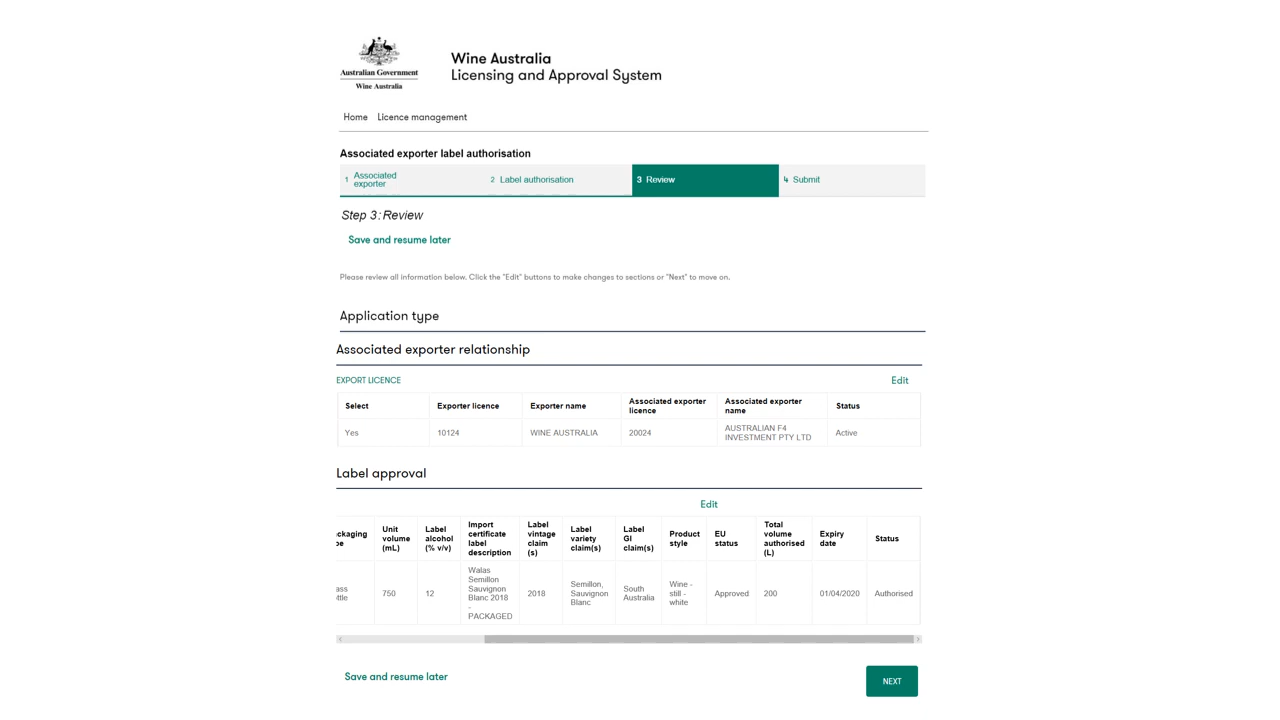 Australian Government
Wine Australia
Wine Australia
Licensing and Approval System
Home Licence management
Associated exporter label authorisation
1 Associated exporter
2 Label authorisation
3 Review
4 Submit
Step 3: Review
Save and resume later
Please review all information below. Click the "Edit" buttons to make changes to sections or "Next" to move on.
Application type
Associated exporter relationship
EXPORT LICENCE Edit
Select Exporter licence Exporter name Associated exporter licence Associated exporter name Status
Yes 10124 WINE AUSTRALIA 20024 AUSTRALIAN F4 INVESTMENT PTY LTD Active
Label approval
Edit
ckaging pe Unit volume (mL) Label alcohol (% v/v) Import certificate label description Label vintage claim (s) Label variety claim(s) Label GI claim(s) Product style EU status Total volume authorised (L) Expiry date Status
ass ttle 750 12 Walas Semillon Sauvignon Blanc 2018 - PACKAGED 2018 Semillon, Sauvignon Blanc South Australia Wine - still - white Approved 200 01/04/2020 Authorised
Save and resume later
NEXT